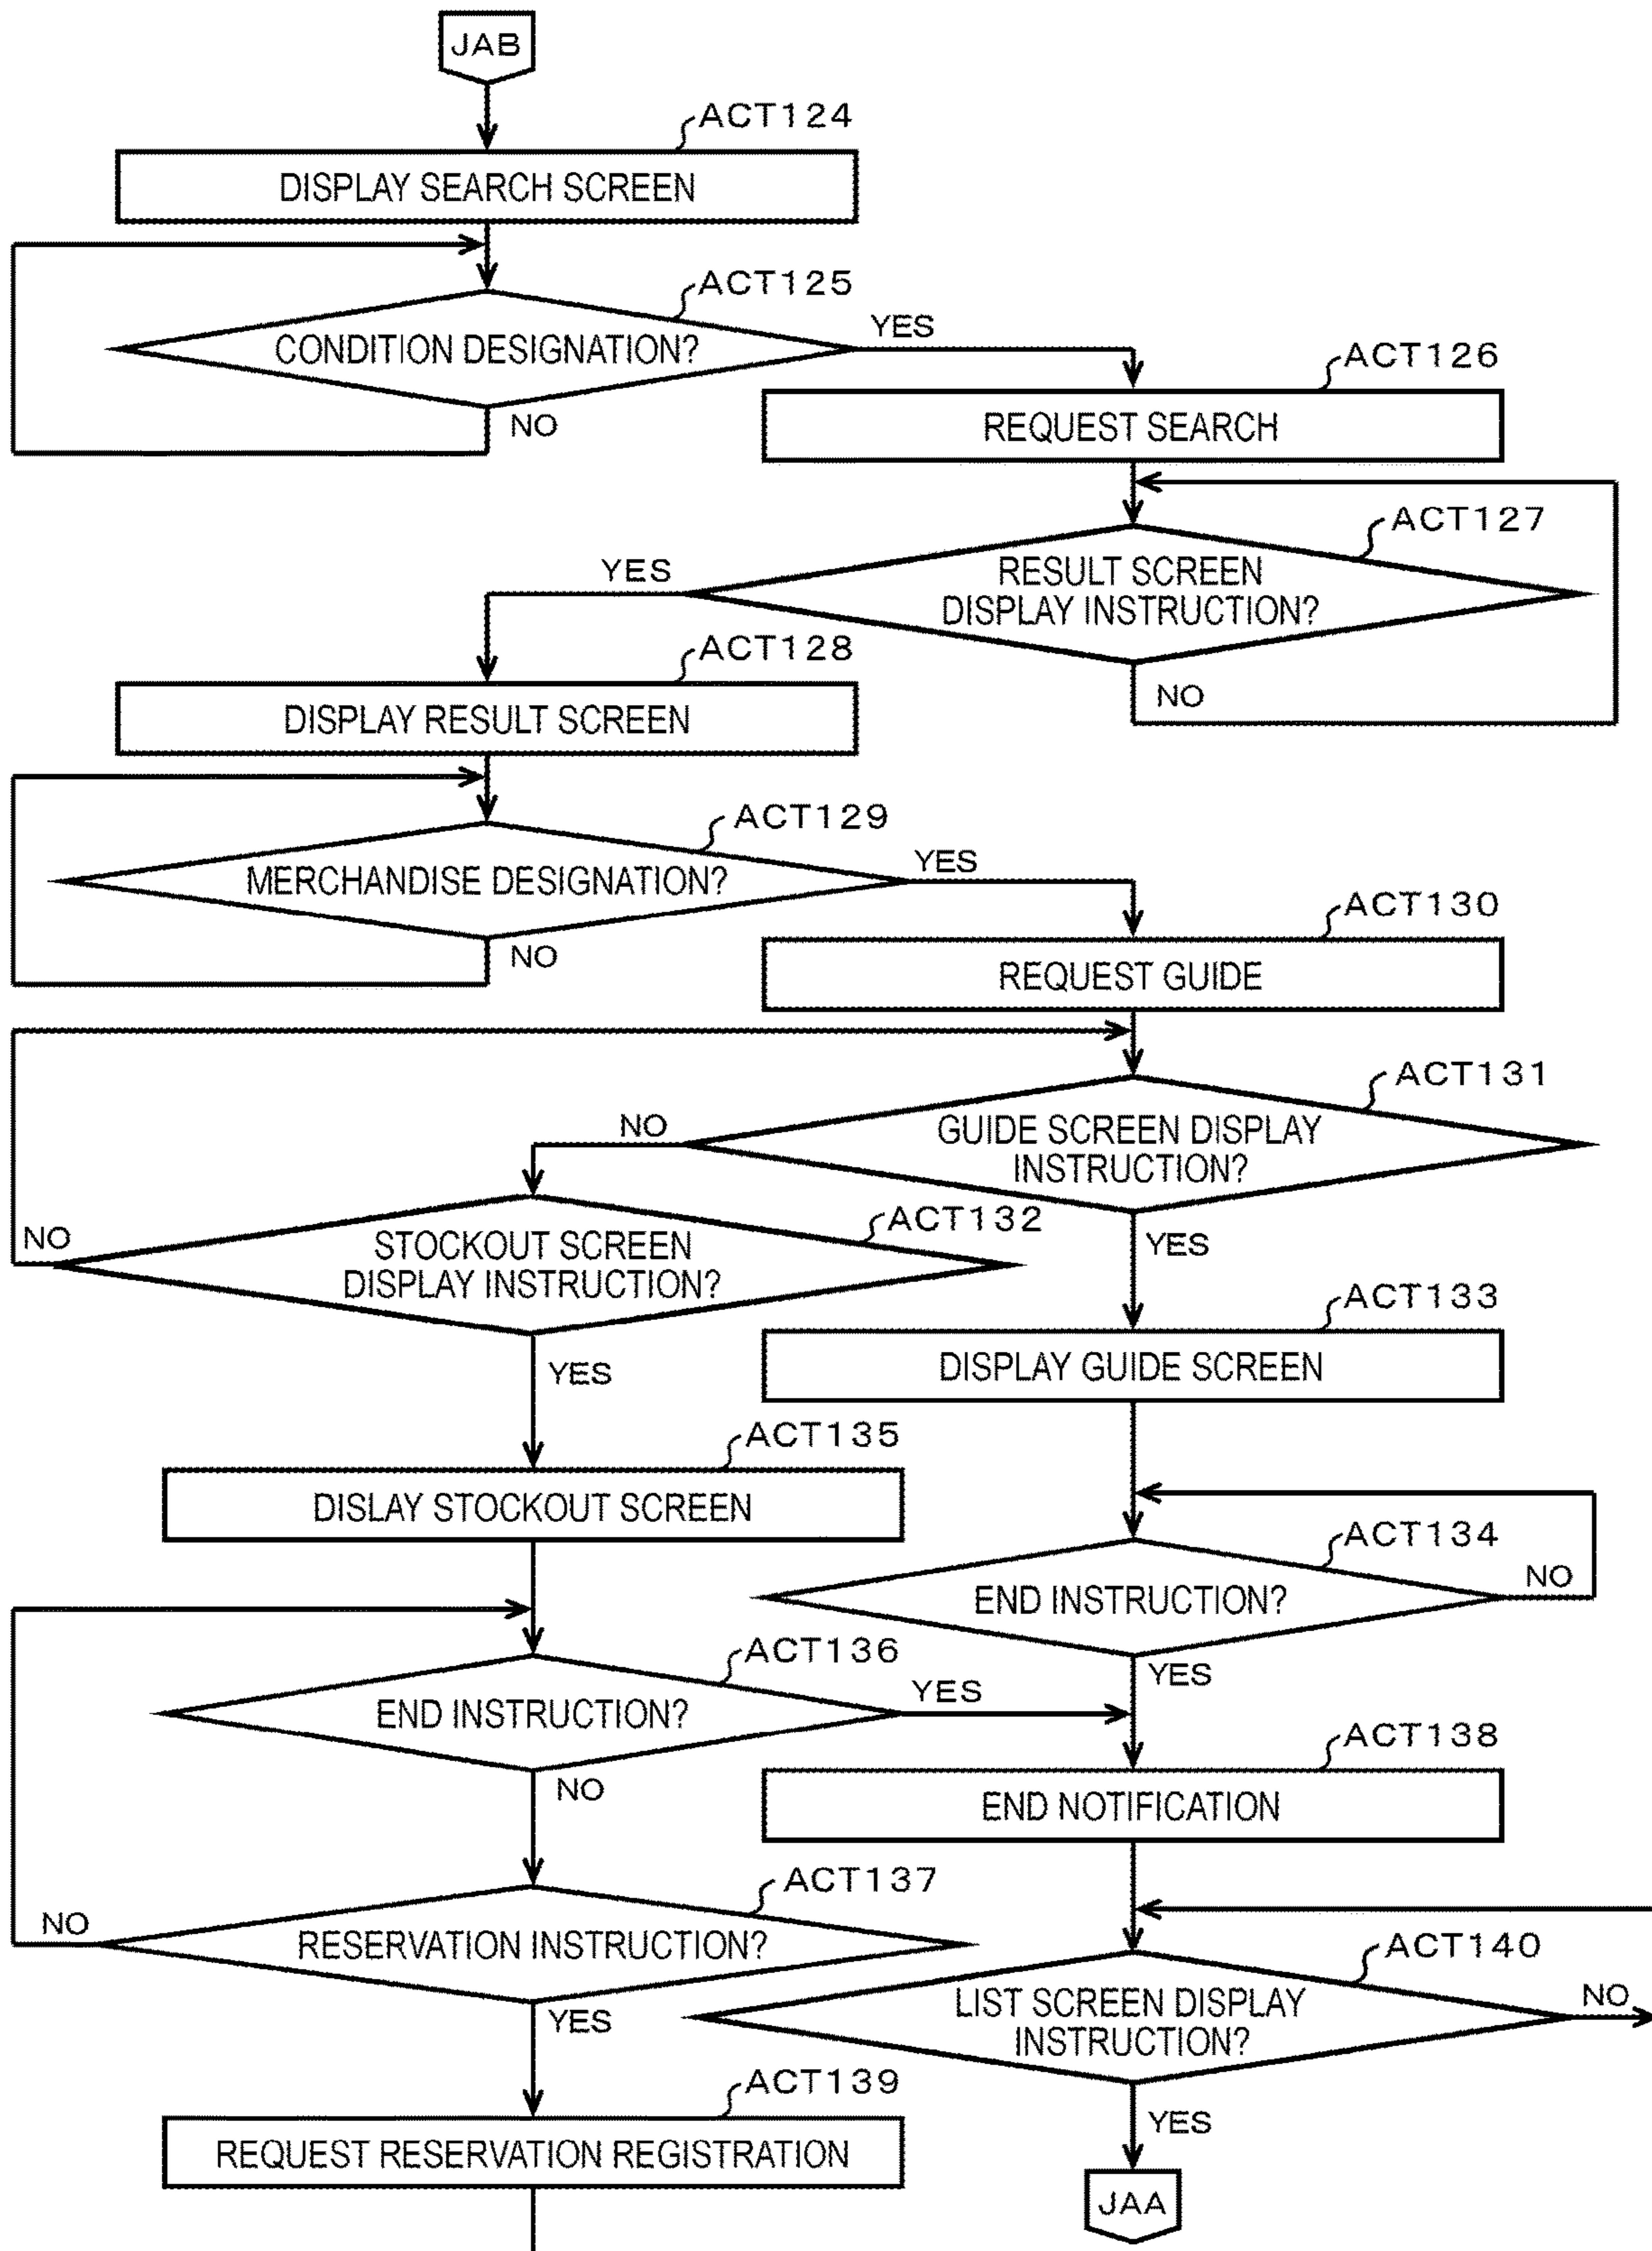 JAB
ACT124
DISPLAY SEARCH SCREEN
ACT125
CONDITION DESIGNATION?
YES
NO
ACT126
REQUEST SEARCH
ACT127
RESULT SCREEN
DISPLAY INSTRUCTION?
YES
NO
ACT128
DISPLAY RESULT SCREEN
ACT129
MERCHANDISE DESIGNATION?
YES
NO
ACT130
REQUEST GUIDE
ACT131
GUIDE SCREEN DISPLAY
INSTRUCTION?
NO
YES
ACT132
STOCKOUT SCREEN
DISPLAY INSTRUCTION?
NO
YES
ACT133
DISPLAY GUIDE SCREEN
ACT135
DISLAY STOCKOUT SCREEN
ACT134
END INSTRUCTION?
NO
YES
ACT136
END INSTRUCTION?
YES
NO
ACT138
END NOTIFICATION
ACT137
RESERVATION INSTRUCTION?
NO
YES
ACT140
LIST SCREEN DISPLAY
INSTRUCTION?
NO
YES
ACT139
REQUEST RESERVATION REGISTRATION
JAA